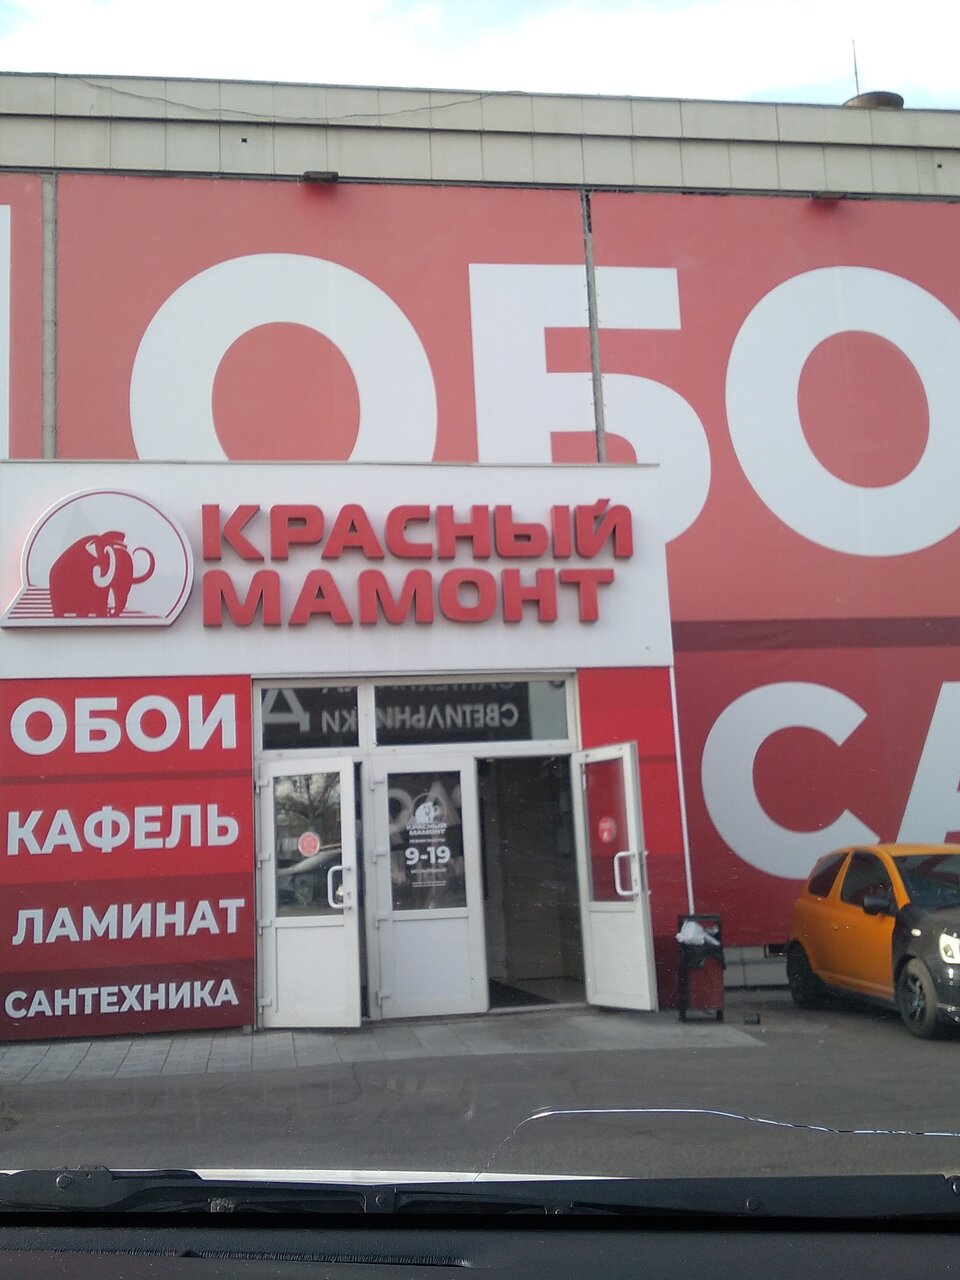 ОБО
КРАСНЫЙ
МАМОНТ
СА
ОБОИ
КАФЕЛЬ
ЛАМИНАТ
САНТЕХНИКА
СВЕТИЛЬНИКИ
КРАСНЫЙ
МАМОНТ
9-19